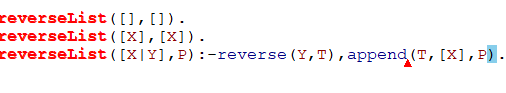 reverseList([],[]).
reverseList([X],[X]).
reverseList([X|Y],P):-reverse(Y,T),append(T,[X],P).